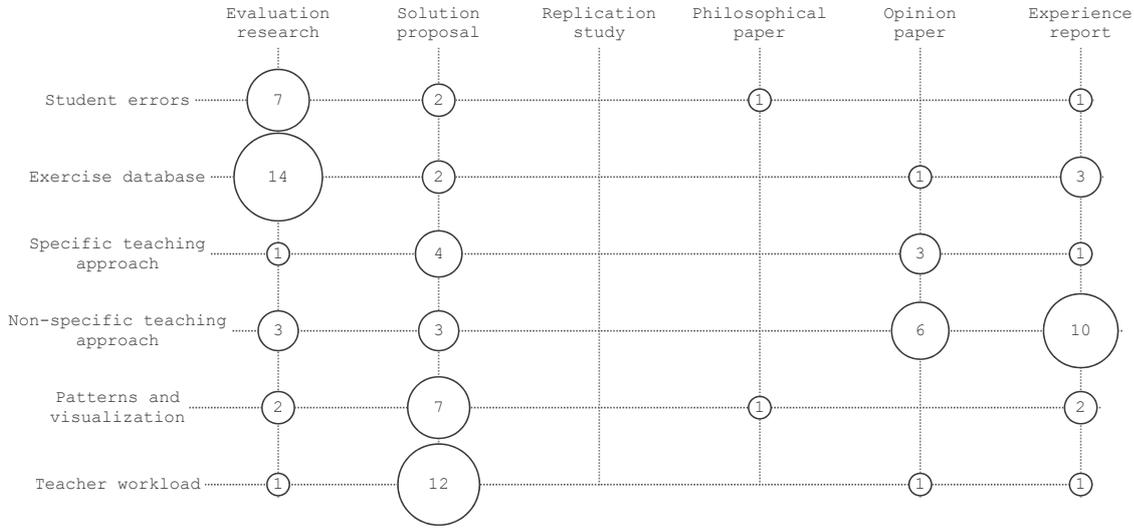 Evaluation research
Solution proposal
Replication study
Philosophical paper
Opinion paper
Experience report
Student errors 7 2 1 1
Exercise database 14 2 1 3
Specific teaching approach 1 4 3 1
Non-specific teaching approach 3 3 6 10
Patterns and visualization 2 7 1 2
Teacher workload 1 12 1 1